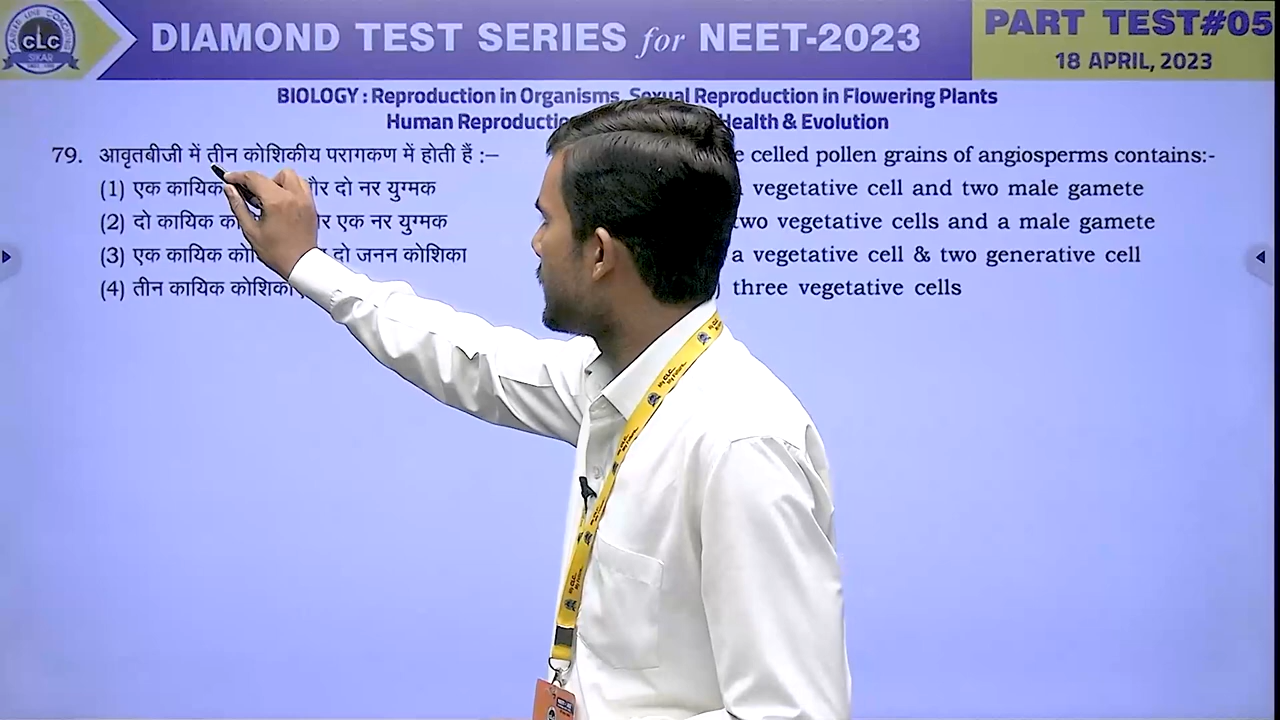 CLC
SIKAR
DIAMOND TEST SERIES for NEET-2023
PART TEST#05
18 APRIL, 2023
BIOLOGY : Reproduction in Organisms, Sexual Reproduction in Flowering Plants
Human Health & Evolution
79. आवृतबीजी में तीन कोशिकीय परागकण में होती हैं :–
(1) एक कायिक दो नर युग्मक
(2) दो कायिक एक नर युग्मक
(3) एक कायिक दो जनन कोशिका
(4) तीन कायिक
celled pollen grains of angiosperms contains:-
vegetative cell and two male gamete
two vegetative cells and a male gamete
a vegetative cell & two generative cell
three vegetative cells